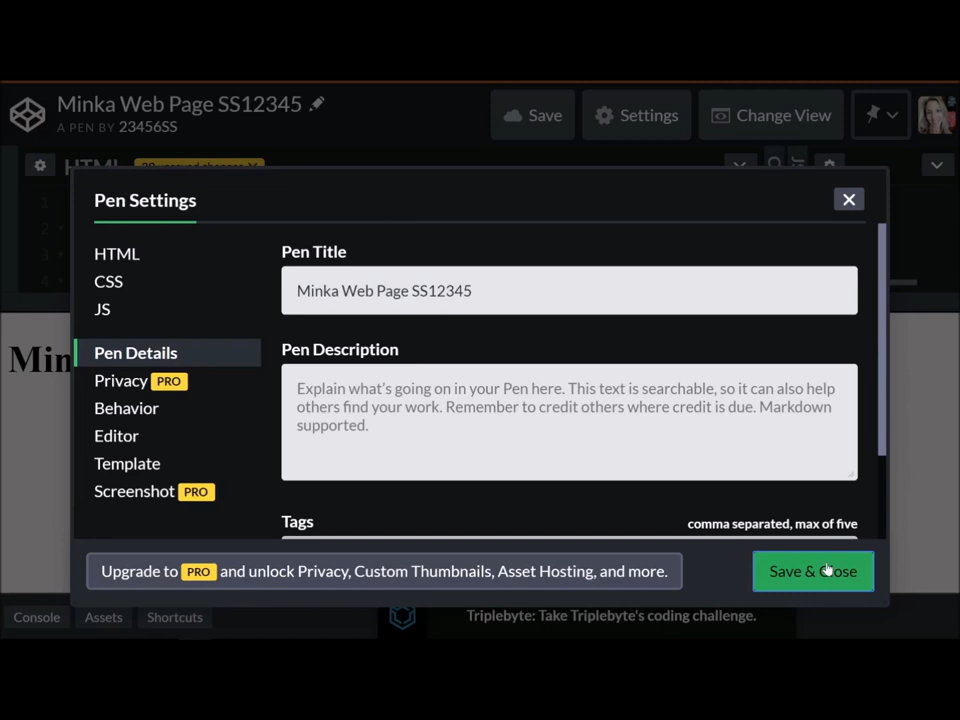 Minka Web Page SS12345
A PEN BY 23456SS
Save
Settings
Change View
HTML
Pen Settings
HTML
CSS
JS
Pen Details
Privacy PRO
Behavior
Editor
Template
Screenshot PRO
Pen Title
Minka Web Page SS12345
Pen Description
Explain what's going on in your Pen here. This text is searchable, so it can also help
others find your work. Remember to credit others where credit is due. Markdown
supported.
Tags
comma separated, max of five
Min
Upgrade to PRO and unlock Privacy, Custom Thumbnails, Asset Hosting, and more.
Save & Close
Console
Assets
Shortcuts
Triplebyte: Take Triplebyte's coding challenge.